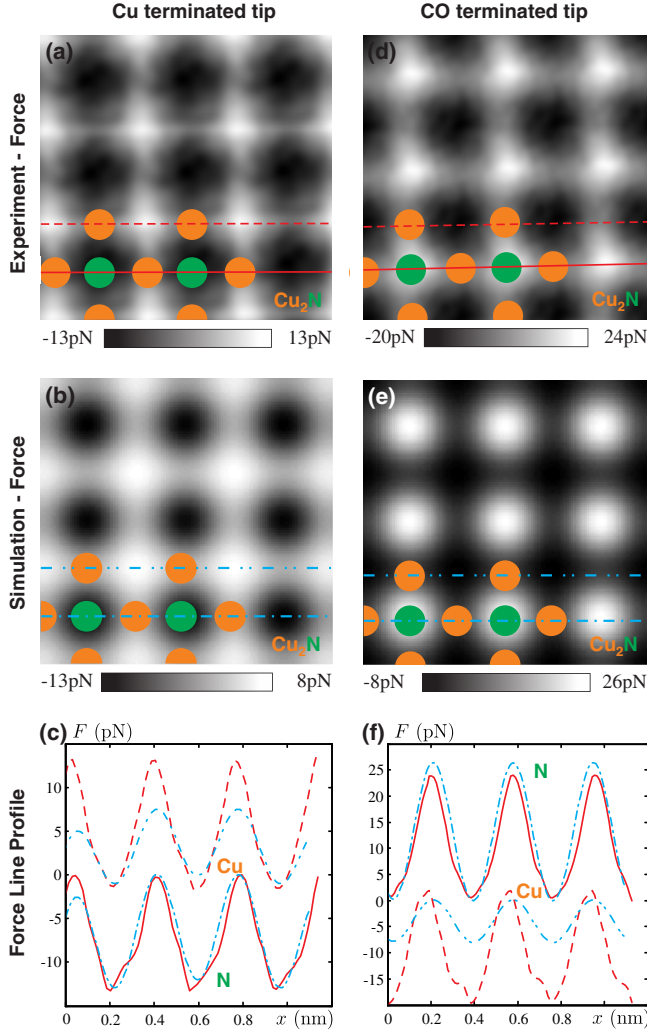 Cu terminated tip
CO terminated tip
Experiment - Force
(a)
Cu₂N
-13pN 13pN
(d)
Cu₂N
-20pN 24pN
Simulation - Force
(b)
Cu₂N
-13pN 8pN
(e)
Cu₂N
-8pN 26pN
Force Line Profile
(c) F (pN)
10
5
0
-5
-10
Cu
N
0 0.2 0.4 0.6 0.8 x (nm)
(f) F (pN)
25
20
15
10
5
0
-5
-10
-15
N
Cu
0 0.2 0.4 0.6 0.8 x (nm)